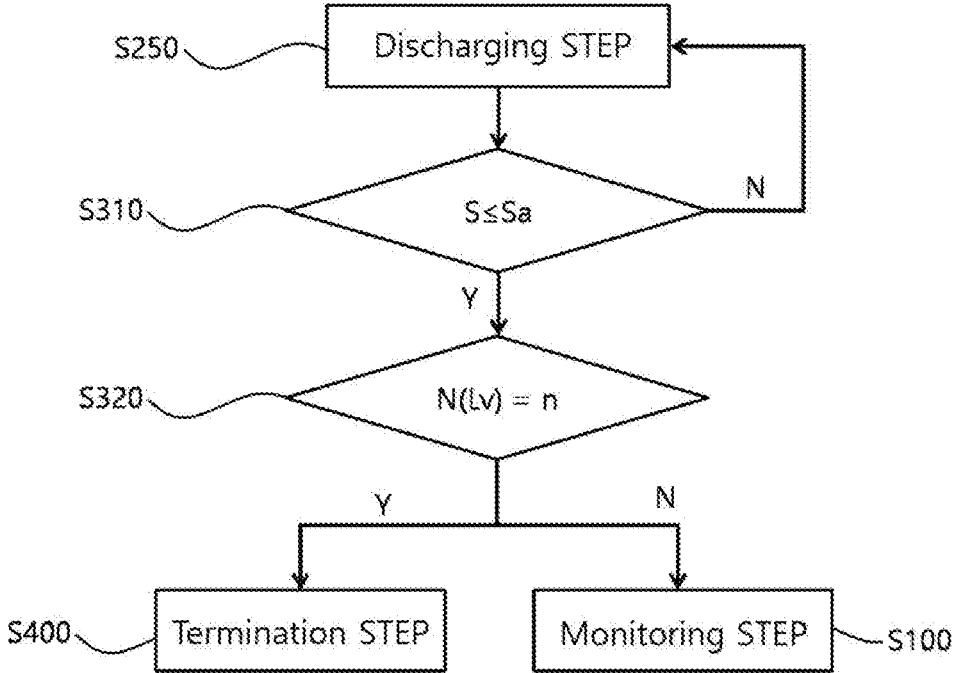 S250
Discharging STEP
S310
S≤Sa
N
Y
S320
N(Lv) = n
Y
N
S400
Termination STEP
Monitoring STEP
S100